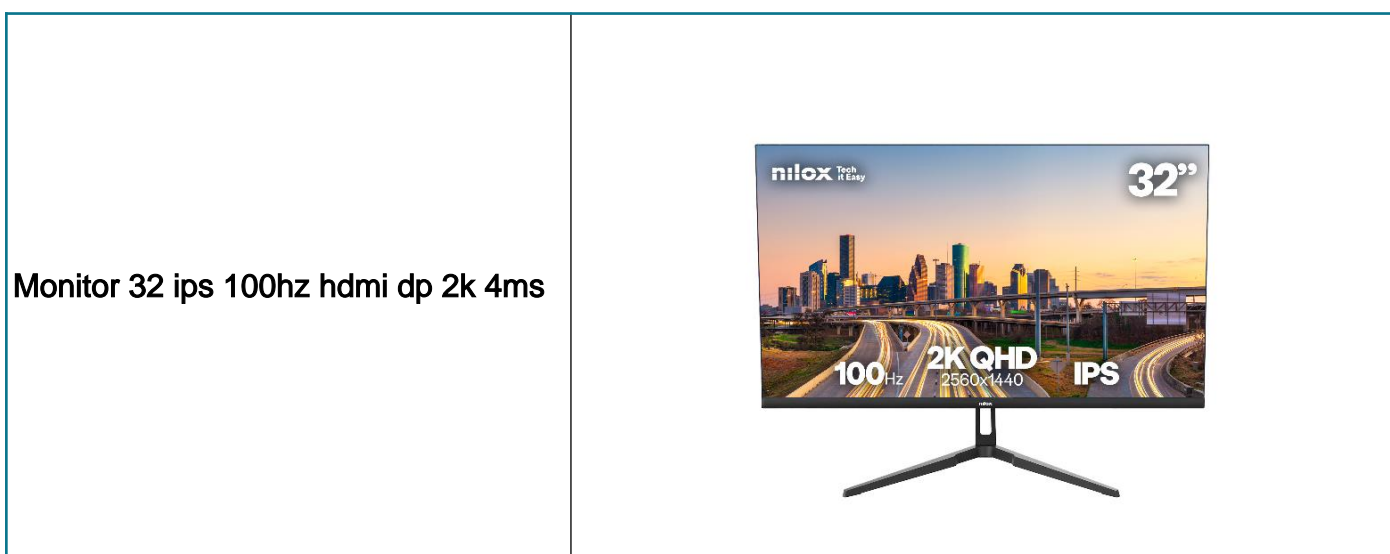 Monitor 32 ips 100hz hdmi dp 2k 4ms
nilox Tech it Easy
32”
100Hz
2K QHD
2560x1440
IPS
nilox